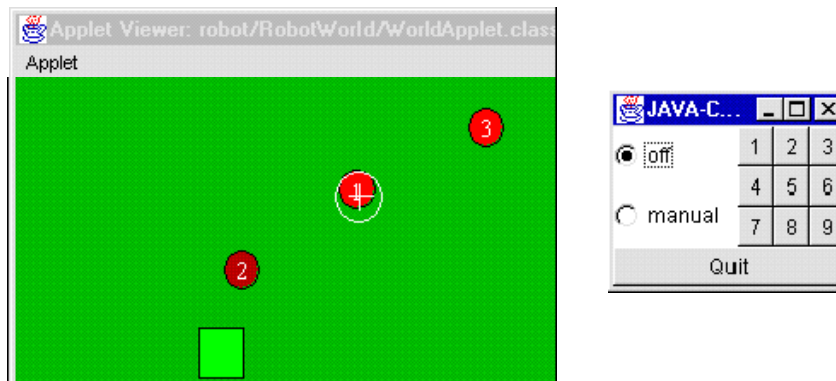 Applet Viewer: robot/RobotWorld/WorldApplet.class
Applet
3
1
2
JAVA-C...
off
1 2 3
4 5 6
manual
7 8 9
Quit